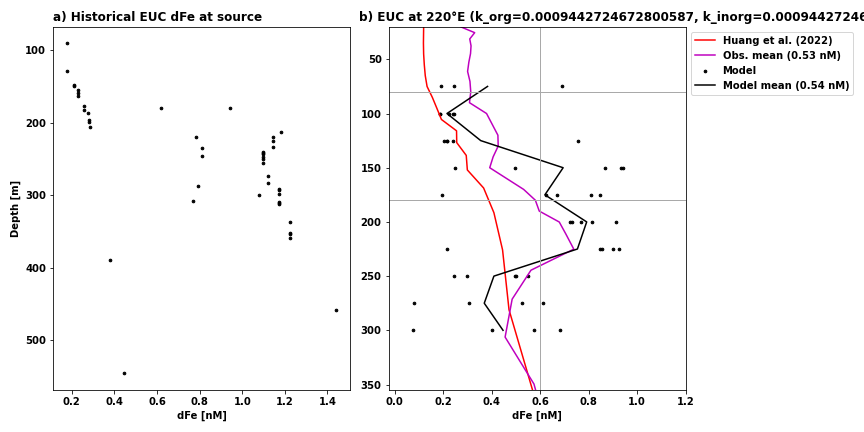 a) Historical EUC dFe at source
b) EUC at 220°E (k_org=0.0009442724672800587, k_inorg=0.00094427246
100
200
300
400
500
Depth [m]
0.2 0.4 0.6 0.8 1.0 1.2 1.4
dFe [nM]
50
100
150
200
250
300
350
0.0 0.2 0.4 0.6 0.8 1.0 1.2
dFe [nM]
Huang et al. (2022)
Obs. mean (0.53 nM)
Model
Model mean (0.54 nM)